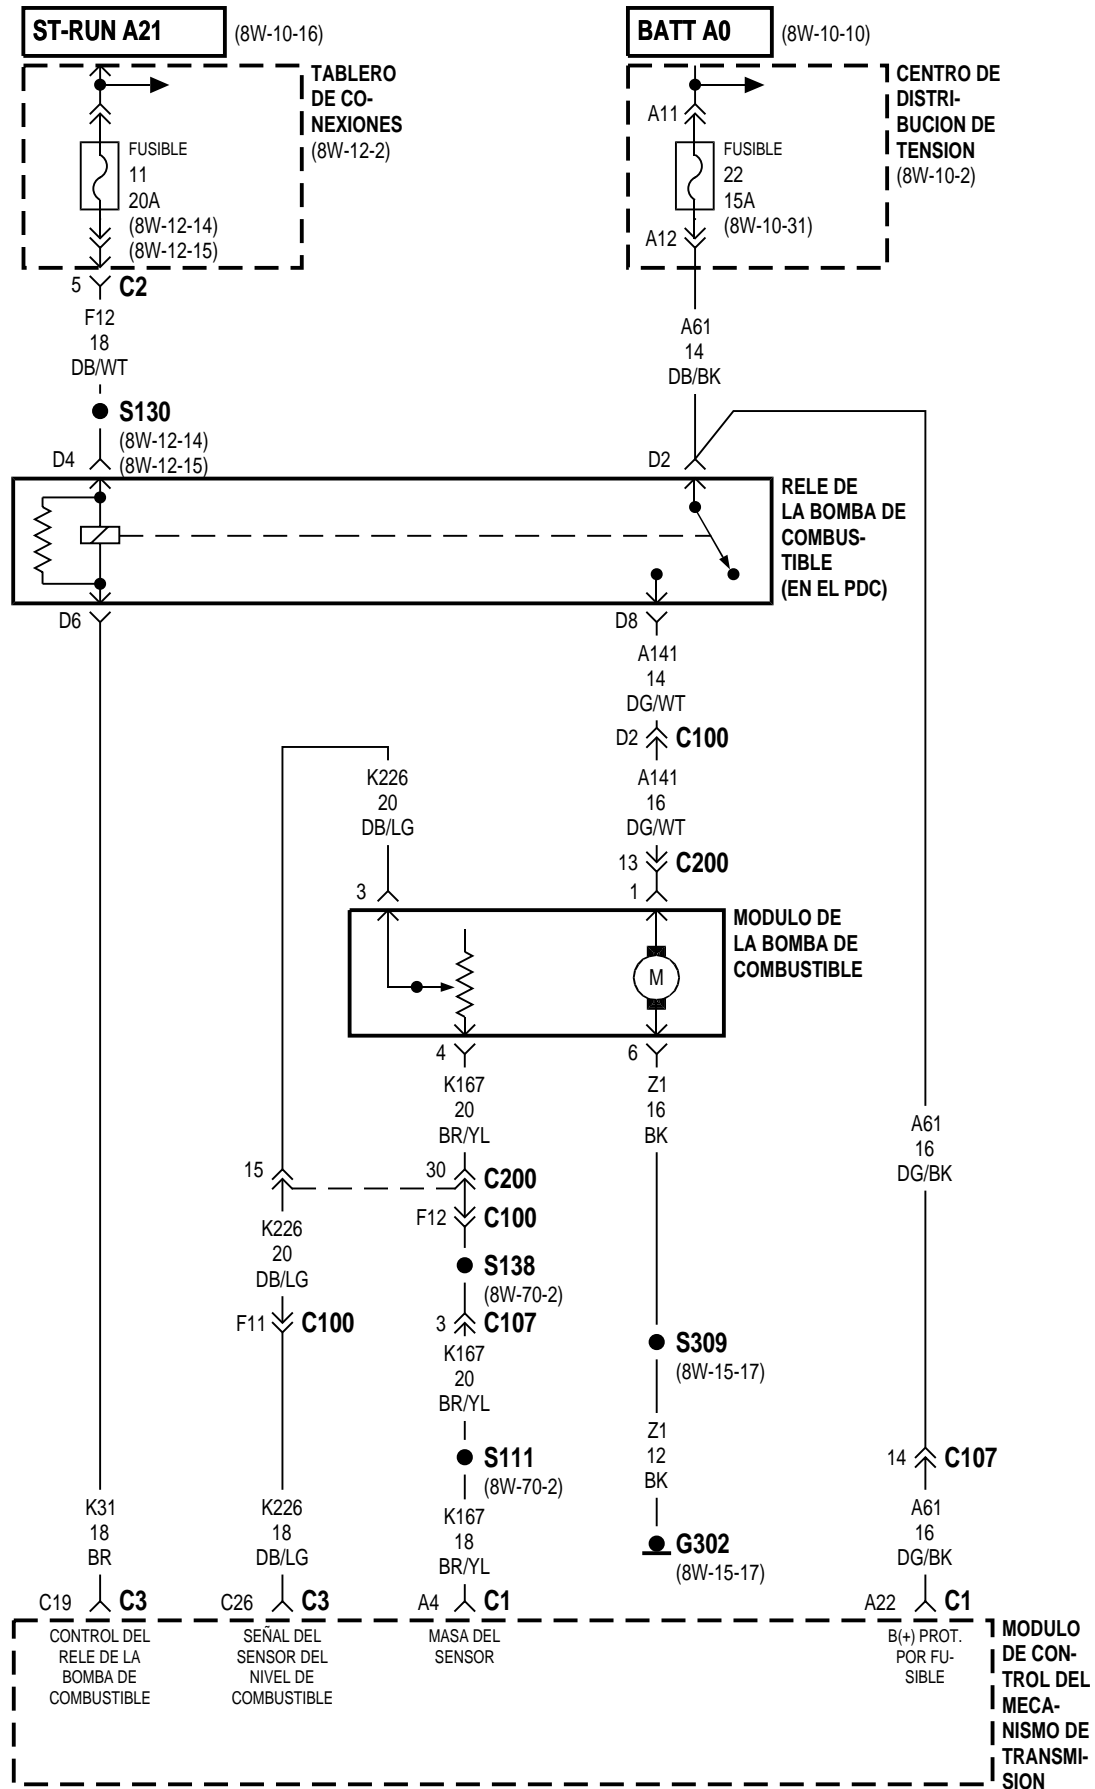 ST-RUN A21
(8W-10-16)
BATT A0
(8W-10-10)
TABLERO
DE CO-
NEXIONES
(8W-12-2)
FUSIBLE
11
20A
(8W-12-14)
(8W-12-15)
5
C2
F12
18
DB/WT
S130
(8W-12-14)
(8W-12-15)
D4
CENTRO DE
DISTRI-
BUCION DE
TENSION
(8W-10-2)
A11
FUSIBLE
22
15A
(8W-10-31)
A12
A61
14
DB/BK
D2
RELE DE
LA BOMBA DE
COMBUS-
TIBLE
(EN EL PDC)
D6
D8
A141
14
DG/WT
D2
C100
A141
16
DG/WT
13
C200
K226
20
DB/LG
3
1
MODULO DE
LA BOMBA DE
COMBUSTIBLE
M
4
6
K167
20
BR/YL
Z1
16
BK
A61
16
DG/BK
15
30
C200
F12
C100
K226
20
DB/LG
S138
(8W-70-2)
F11
C100
3
C107
K167
20
BR/YL
S309
(8W-15-17)
S111
(8W-70-2)
Z1
12
BK
14
C107
K31
18
BR
K226
18
DB/LG
K167
18
BR/YL
G302
(8W-15-17)
A61
16
DG/BK
C19
C3
C26
C3
A4
C1
A22
C1
CONTROL DEL
RELE DE LA
BOMBA DE
COMBUSTIBLE
SEÑAL DEL
SENSOR DEL
NIVEL DE
COMBUSTIBLE
MASA DEL
SENSOR
B(+) PROT.
POR FU-
SIBLE
MODULO
DE CON-
TROL DEL
MECA-
NISMO DE
TRANSMI-
SION